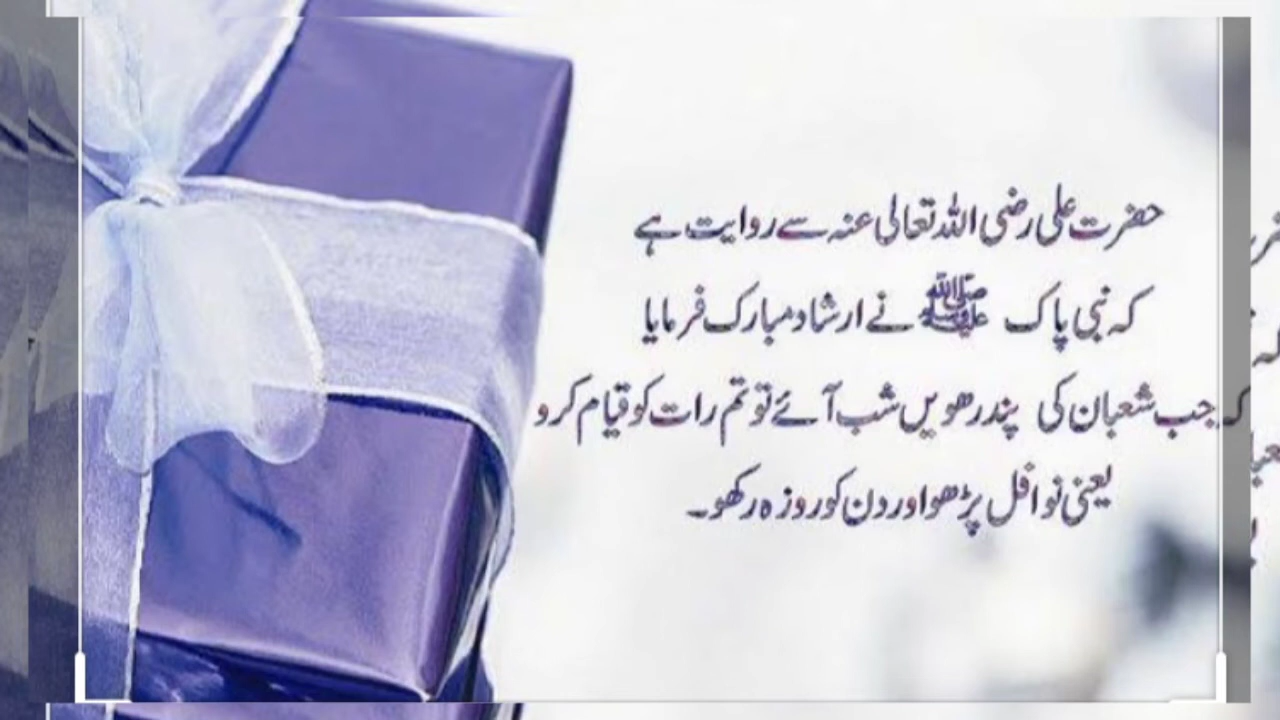 حضرت علی رضی اللہ تعالی عنہ سے روایت ہے
کہ نبی پاک ﷺ نے ارشاد مبارک فرمایا
کہ جب شعبان کی پندرھویں شب آئے تو تم رات کو قیام کرو
یعنی نوافل پڑھو اور دن کو روزہ رکھو۔